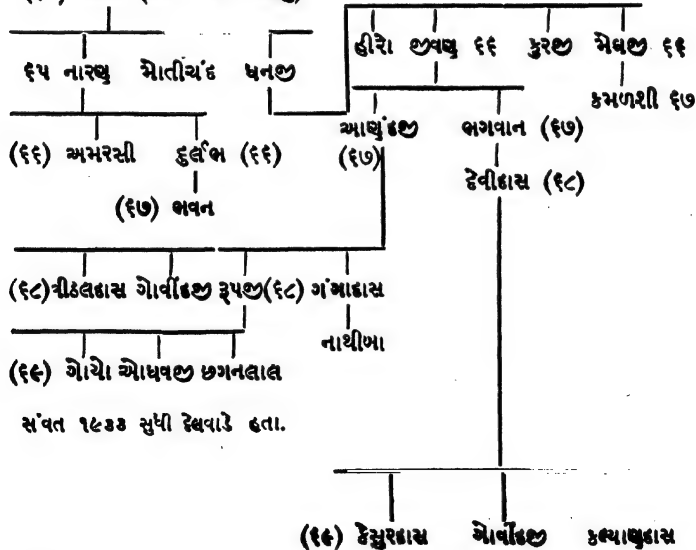 હીરો જીવણ ૬૬ કુરજી મેઘજી ૬૬
૬૫ નારણ મોતીચંદ ધનજી
કમળશી ૬૭
આણંદજી ભગવાન (૬૭)
(૬૬) અમરસી દુર્લભ (૬૬) (૬૭)
દેવીદાસ (૬૮)
(૬૭) ભવન
(૬૮) વીઠલદાસ ગોવીંદજી રૂપજી (૬૮) ગંગાદાસ
નાથીબા
(૬૯) ગોચો ઓધવજી છગનલાલ
સંવત ૧૯૩૩ સુધી દેલવાડે હતા.
(૬૯) કેસુરદાસ ગોવીંદજી કલ્યાણદાસ